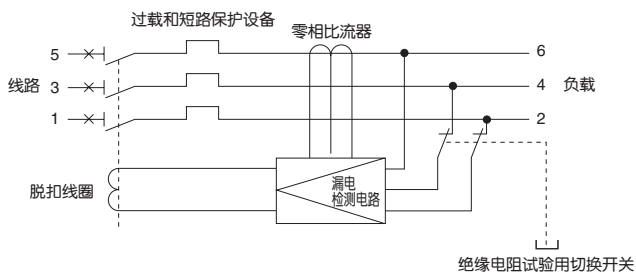 过载和短路保护设备
零相比流器
5
6
线路
3
4
负载
1
2
脱扣线圈
漏电
检测电路
绝缘电阻试验用切换开关